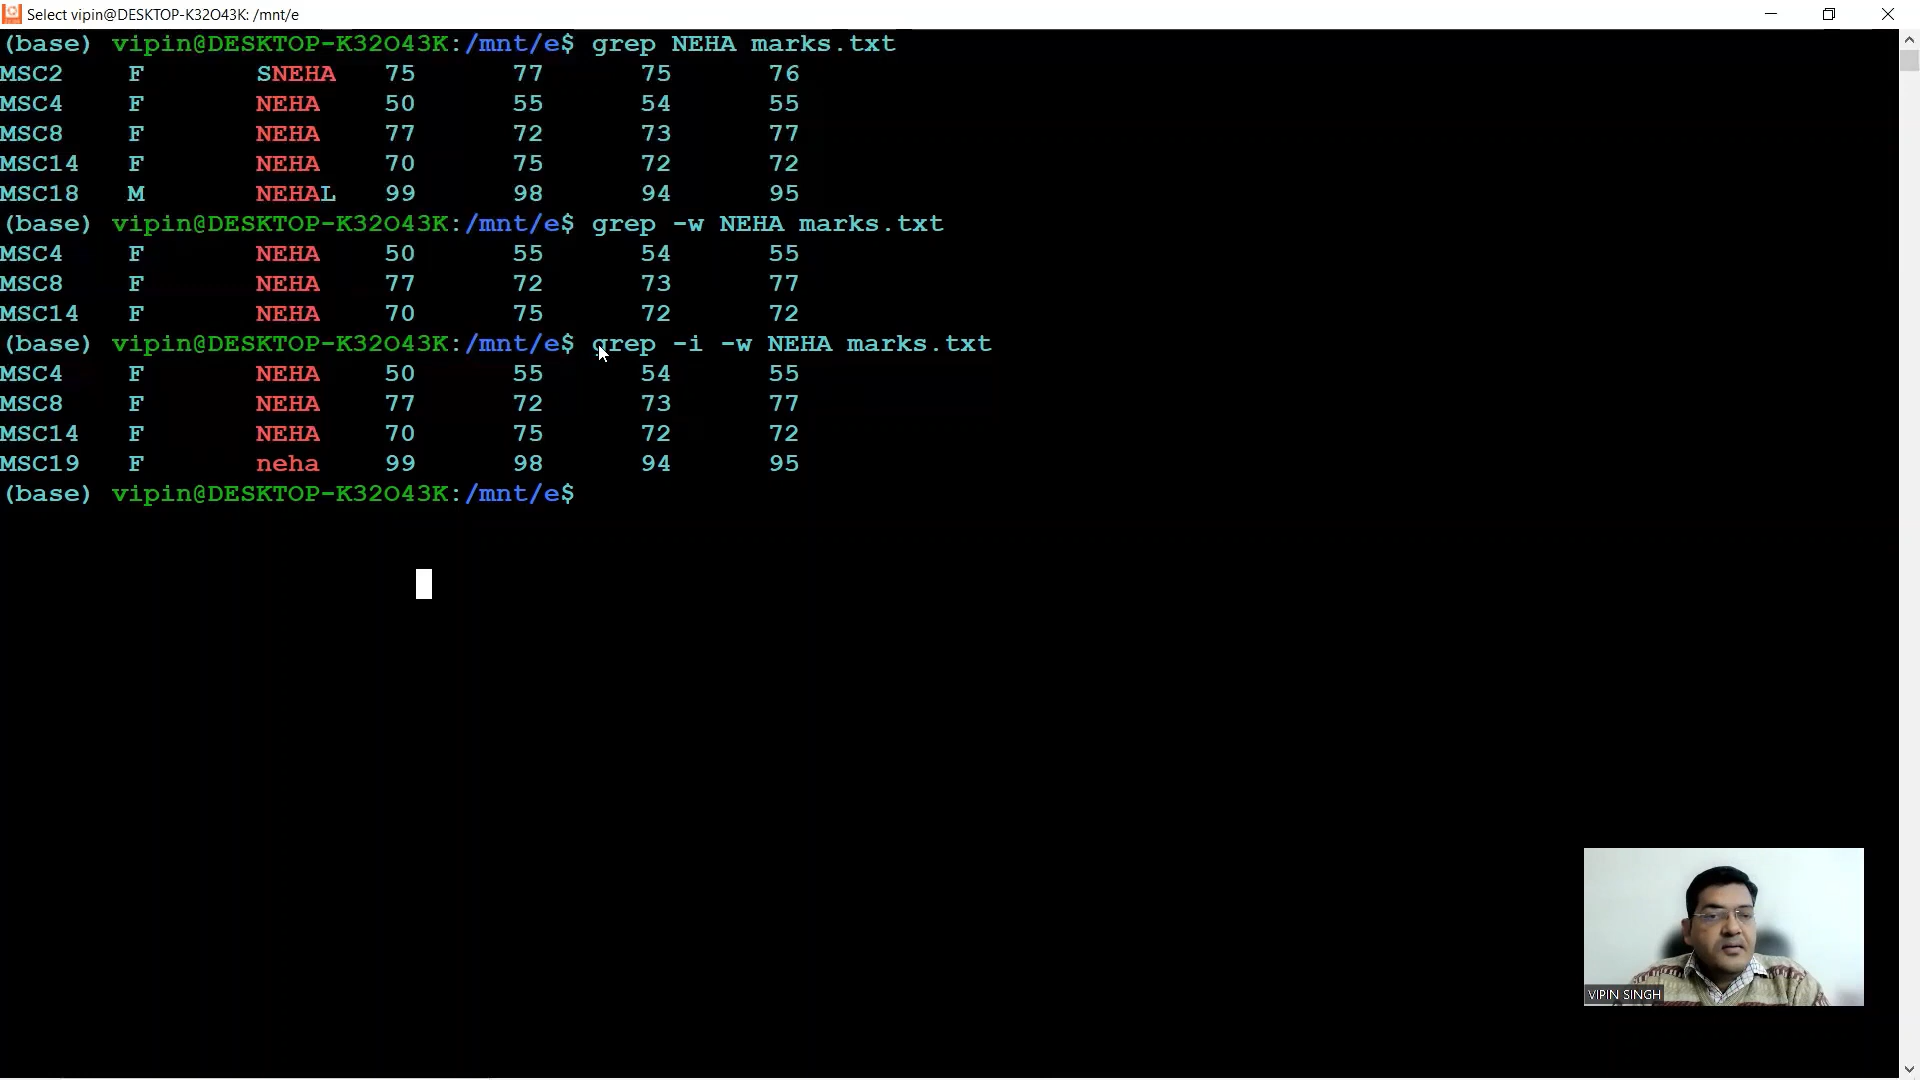 Select vipin@DESKTOP-K32O43K: /mnt/e
(base) vipin@DESKTOP-K32O43K:/mnt/e$ grep NEHA marks.txt
MSC2 F SNEHA 75 77 75 76
MSC4 F NEHA 50 55 54 55
MSC8 F NEHA 77 72 73 77
MSC14 F NEHA 70 75 72 72
MSC18 M NEHAL 99 98 94 95
(base) vipin@DESKTOP-K32O43K:/mnt/e$ grep -w NEHA marks.txt
MSC4 F NEHA 50 55 54 55
MSC8 F NEHA 77 72 73 77
MSC14 F NEHA 70 75 72 72
(base) vipin@DESKTOP-K32O43K:/mnt/e$ grep -i -w NEHA marks.txt
MSC4 F NEHA 50 55 54 55
MSC8 F NEHA 77 72 73 77
MSC14 F NEHA 70 75 72 72
MSC19 F neha 99 98 94 95
(base) vipin@DESKTOP-K32O43K:/mnt/e$
VIPIN SINGH